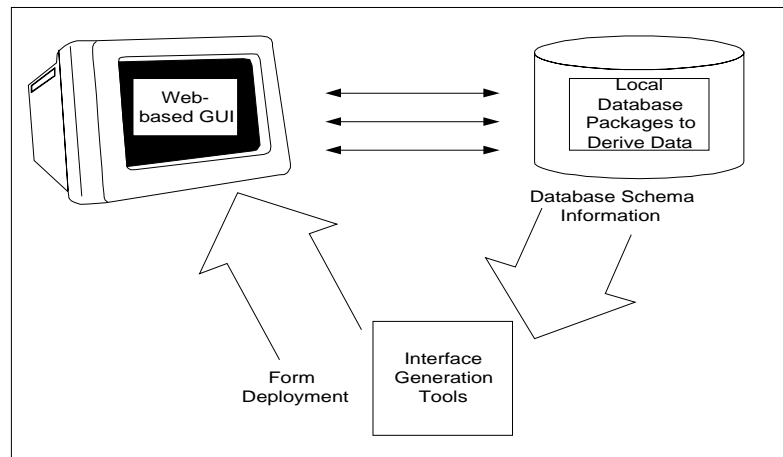 Web-
based GUI
Local
Database
Packages to
Derive Data
Database Schema
Information
Interface
Generation
Tools
Form
Deployment